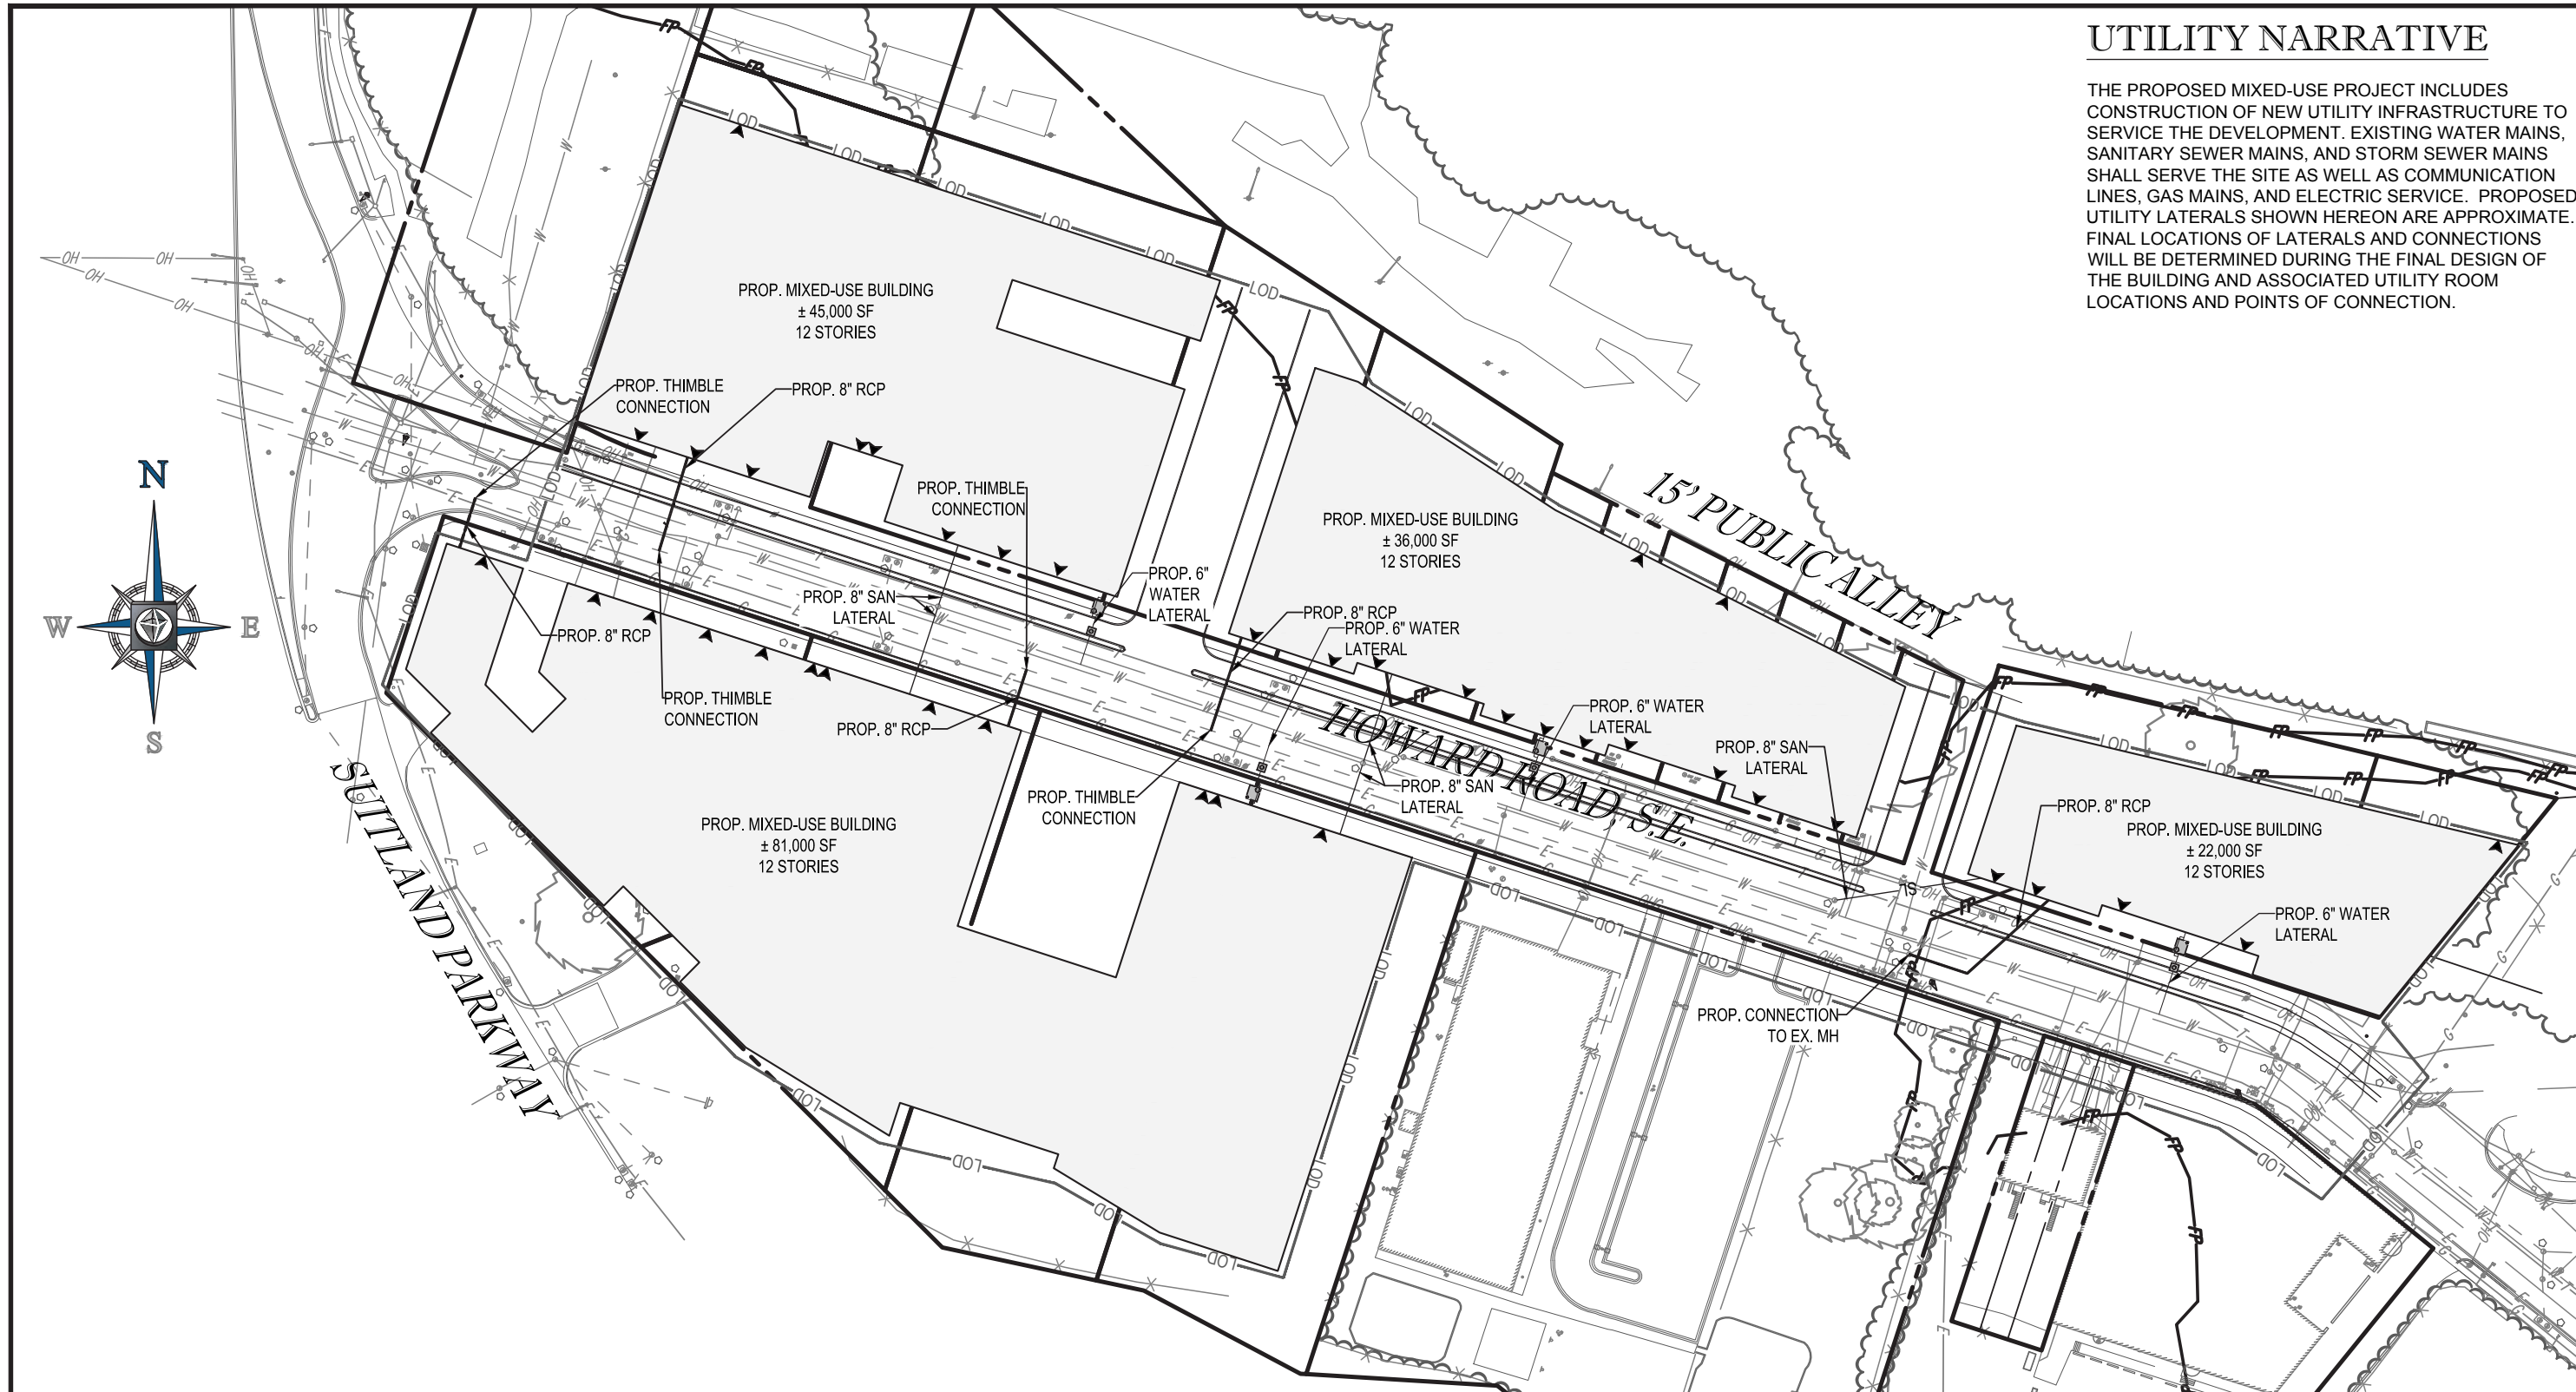 UTILITY NARRATIVE
THE PROPOSED MIXED-USE PROJECT INCLUDES
CONSTRUCTION OF NEW UTILITY INFRASTRUCTURE TO
SERVICE THE DEVELOPMENT. EXISTING WATER MAINS,
SANITARY SEWER MAINS, AND STORM SEWER MAINS
SHALL SERVE THE SITE AS WELL AS COMMUNICATION
LINES, GAS MAINS, AND ELECTRIC SERVICE.  PROPOSED
UTILITY LATERALS SHOWN HEREON ARE APPROXIMATE.
FINAL LOCATIONS OF LATERALS AND CONNECTIONS
WILL BE DETERMINED DURING THE FINAL DESIGN OF
THE BUILDING AND ASSOCIATED UTILITY ROOM
LOCATIONS AND POINTS OF CONNECTION.
PROP. MIXED-USE BUILDING
± 45,000 SF
12 STORIES
PROP. THIMBLE
CONNECTION
PROP. 8" RCP
N
W
E
S
PROP. THIMBLE
CONNECTION
PROP. MIXED-USE BUILDING
± 36,000 SF
12 STORIES
15' PUBLIC ALLEY
PROP. 6"
WATER
LATERAL
PROP. 8" SAN
LATERAL
PROP. 8" RCP
PROP. 8" RCP
PROP. 6" WATER
LATERAL
PROP. THIMBLE
CONNECTION
PROP. 8" RCP
HOWARD ROAD, S.E.
PROP. 6" WATER
LATERAL
PROP. 8" SAN
LATERAL
PROP. 8" SAN
LATERAL
PROP. THIMBLE
CONNECTION
SUITLAND PARKWAY
PROP. MIXED-USE BUILDING
± 81,000 SF
12 STORIES
PROP. 8" RCP
PROP. MIXED-USE BUILDING
± 22,000 SF
12 STORIES
PROP. 6" WATER
LATERAL
PROP. CONNECTION
TO EX. MH